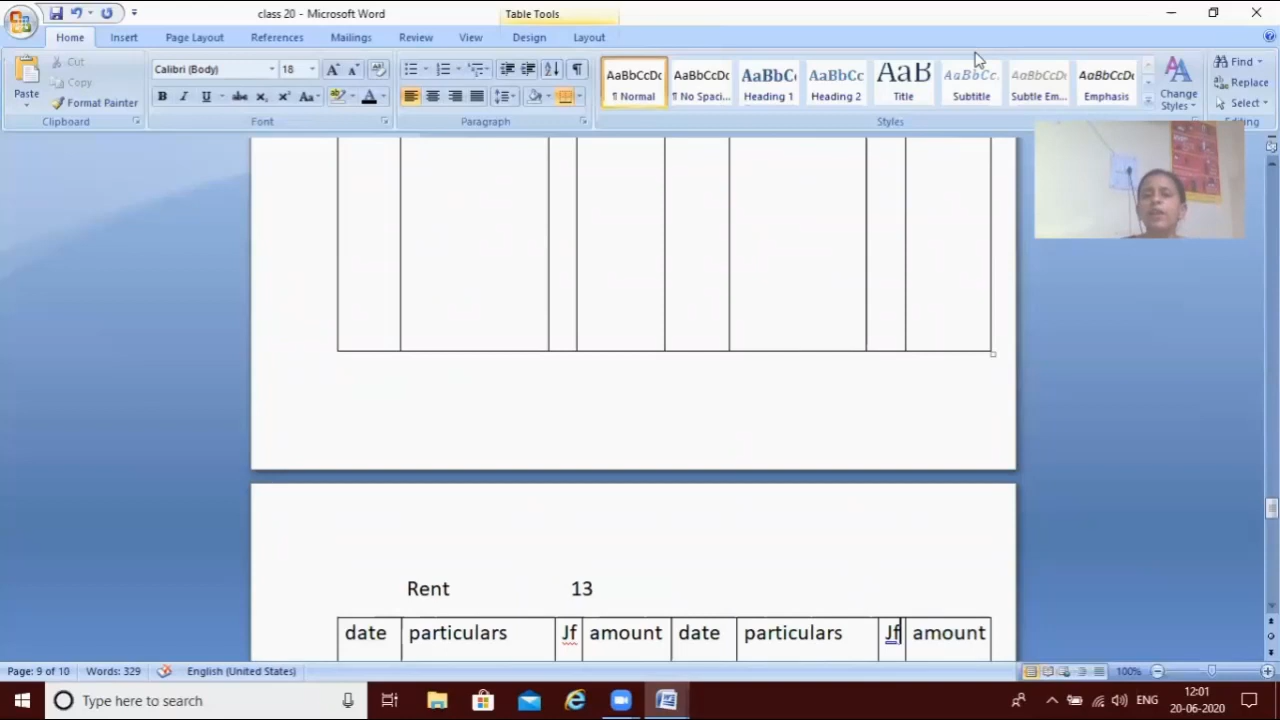 class 20 - Microsoft Word
Table Tools
Home Insert Page Layout References Mailings Review View Design Layout
Paste
Cut
Copy
Format Painter
Clipboard
Calibri (Body) 18
B I U abc x₂ x² Aa A
Font
Paragraph
AaBbCcDc AaBbCcDc AaBbC AaBbCc AaB AaBbCc. AaBbCcDc AaBbCcDc
¶ Normal ¶ No Spaci... Heading 1 Heading 2 Title Subtitle Subtle Em... Emphasis
Styles
Change
Styles
Find
Replace
Select
Editing
Rent 13
date particulars Jf amount date particulars Jf amount
Page: 9 of 10 Words: 329 English (United States) 100%
Type here to search
ENG
12:01
20-06-2020